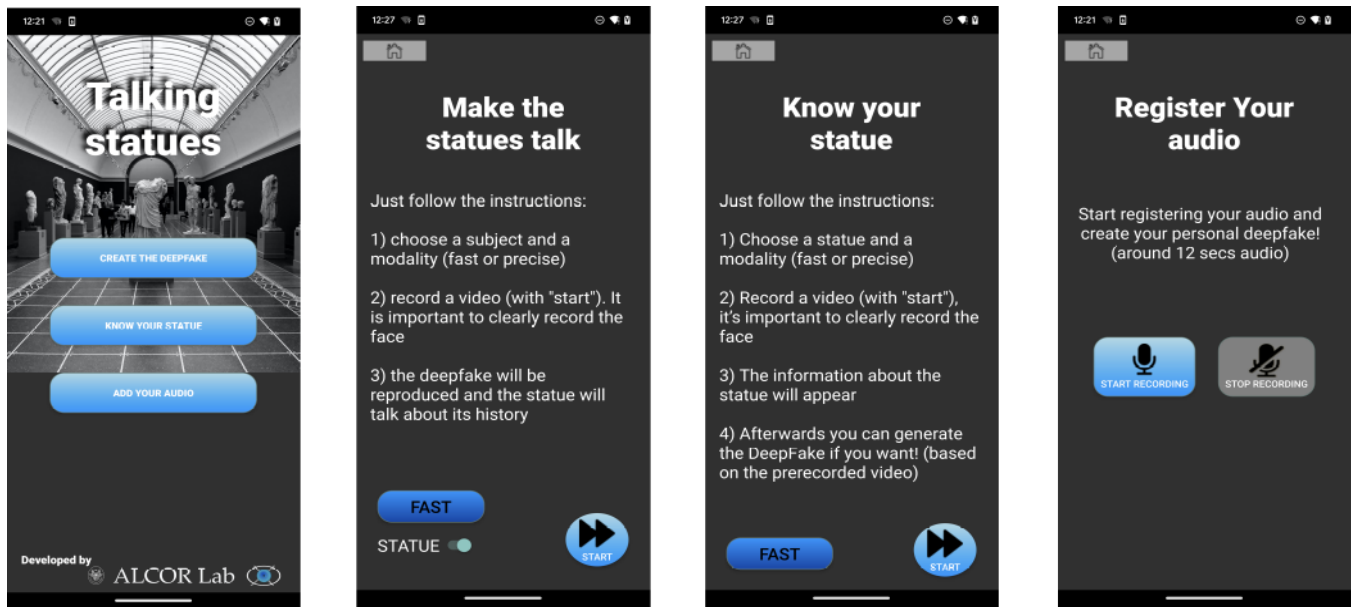 12:21
Talking
statues
CREATE THE DEEPFAKE
KNOW YOUR STATUE
ADD YOUR AUDIO
Developed by
ALCOR Lab
12:27
Make the
statues talk
Just follow the instructions:
1) choose a subject and a
modality (fast or precise)
2) record a video (with "start"). It
is important to clearly record the
face
3) the deepfake will be
reproduced and the statue will
talk about its history
FAST
STATUE
START
12:27
Know your
statue
Just follow the instructions:
1) Choose a statue and a
modality (fast or precise)
2) Record a video (with "start"),
it's important to clearly record the
face
3) The information about the
statue will appear
4) Afterwards you can generate
the DeepFake if you want! (based
on the prerecorded video)
FAST
START
12:21
Register Your
audio
Start registering your audio and
create your personal deepfake!
(around 12 secs audio)
START RECORDING
STOP RECORDING